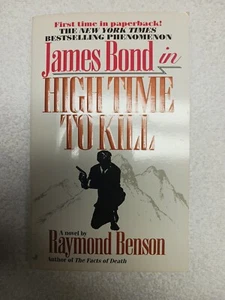 First time in paperback!
THE NEW YORK TIMES
BESTSELLING PHENOMENON
James Bond in
HIGH TIME
TO KILL
A novel by
Raymond Benson
Author of The Facts of Death